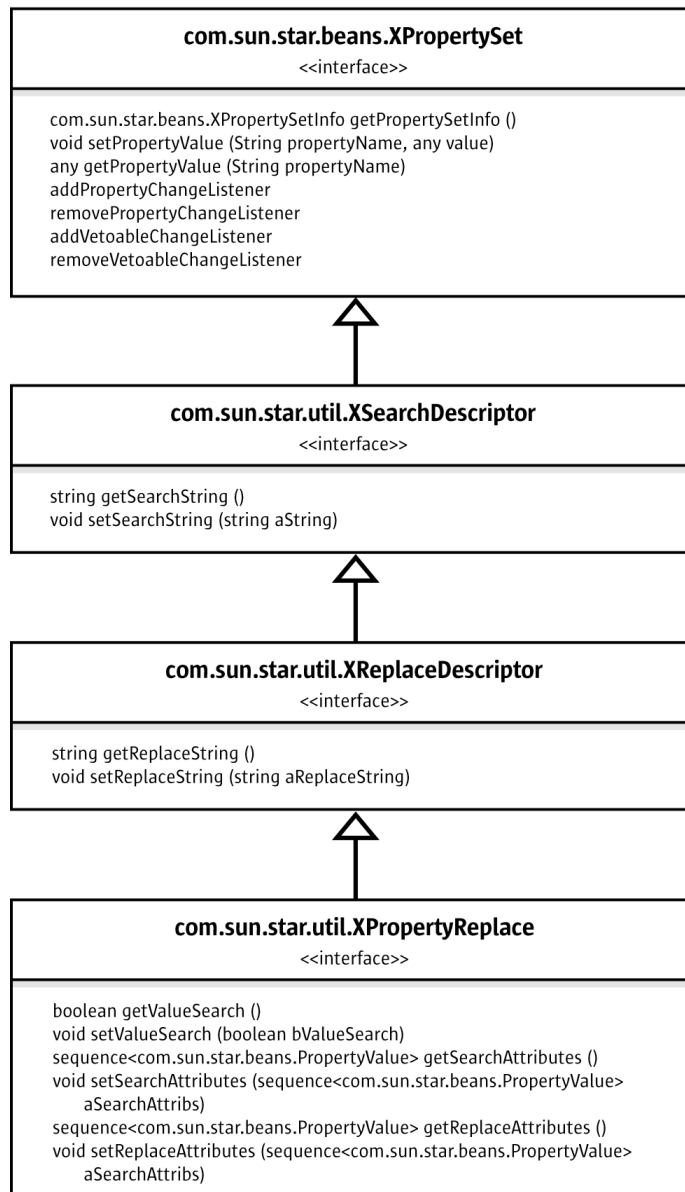 com.sun.star.beans.XPropertySet
<<interface>>
com.sun.star.beans.XPropertySetInfo getPropertySetInfo ()
void setPropertyValue (String propertyName, any value)
any getPropertyValue (String propertyName)
addPropertyChangeListener
removePropertyChangeListener
addVetoableChangeListener
removeVetoableChangeListener
com.sun.star.util.XSearchDescriptor
<<interface>>
string getSearchString ()
void setSearchString (string aString)
com.sun.star.util.XReplaceDescriptor
<<interface>>
string getReplaceString ()
void setReplaceString (string aReplaceString)
com.sun.star.util.XPropertyReplace
<<interface>>
boolean getValueSearch ()
void setValueSearch (boolean bValueSearch)
sequence<com.sun.star.beans.PropertyValue> getSearchAttributes ()
void setSearchAttributes (sequence<com.sun.star.beans.PropertyValue>
aSearchAttribs)
sequence<com.sun.star.beans.PropertyValue> getReplaceAttributes ()
void setReplaceAttributes (sequence<com.sun.star.beans.PropertyValue>
aSearchAttribs)